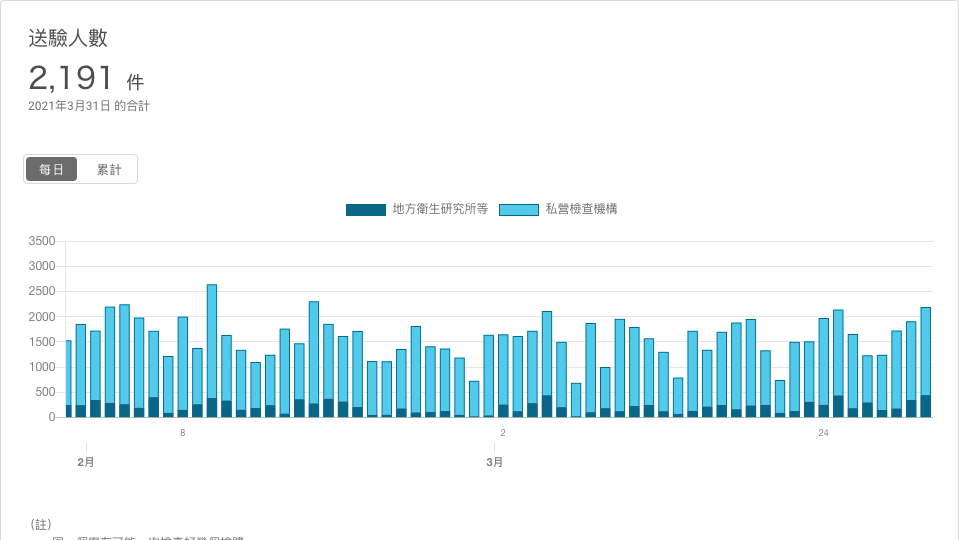 送驗人數
2,191 件
2021年3月31日 的合計
每日 累計
地方衛生研究所等 私營檢查機構
3500
3000
2500
2000
1500
1000
500
0
8 2 24
2月 3月
（註）